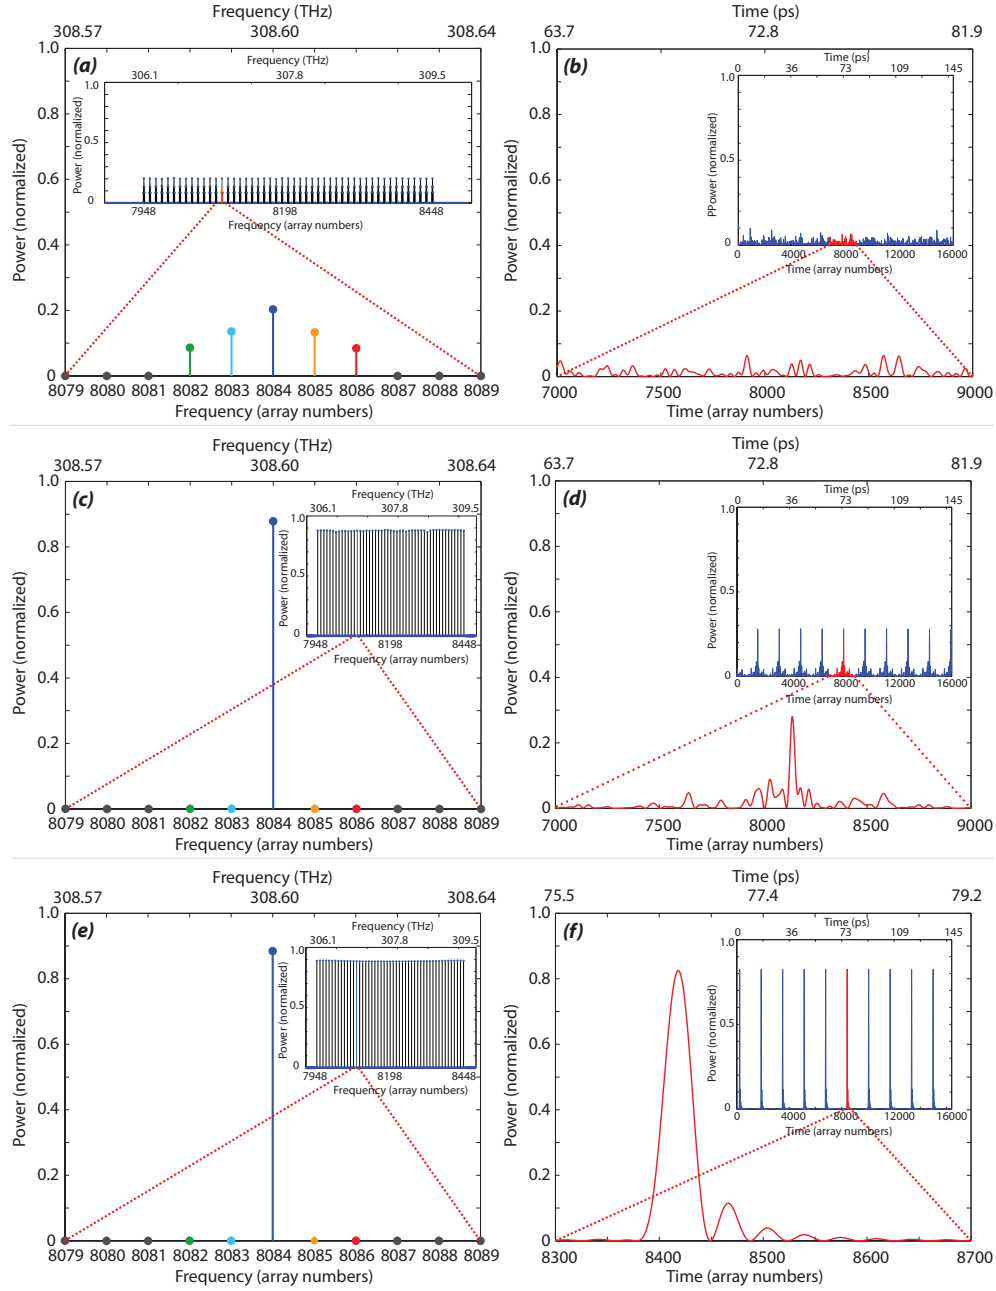 Frequency (THz)
308.57 308.60 308.64
1.0
0.8
0.6
0.4
0.2
0
Power (normalized)
(a)
Frequency (THz)
306.1 307.8 309.5
1.0
0.5
0
Power (normalized)
7948 8198 8448
Frequency (array numbers)
8079 8080 8081 8082 8083 8084 8085 8086 8087 8088 8089
Frequency (array numbers)
Time (ps)
63.7 72.8 81.9
1.0
0.8
0.6
0.4
0.2
0
Power (normalized)
(b)
Time (ps)
0 36 73 109 145
1.0
0.5
0
PPower (normalized)
0 4000 8000 12000 16000
Time (array numbers)
7000 7500 8000 8500 9000
Time (array numbers)
Frequency (THz)
308.57 308.60 308.64
1.0
0.8
0.6
0.4
0.2
0
Power (normalized)
(c)
Frequency (THz)
306.1 307.8 309.5
1.0
0.5
0
Power (normalized)
7948 8198 8448
Frequency (array numbers)
8079 8080 8081 8082 8083 8084 8085 8086 8087 8088 8089
Frequency (array numbers)
Time (ps)
63.7 72.8 81.9
1.0
0.8
0.6
0.4
0.2
0
Power (normalized)
(d)
Time (ps)
0 36 73 109 145
1.0
0.5
0
Power (normalized)
0 4000 8000 12000 16000
Time (array numbers)
7000 7500 8000 8500 9000
Time (array numbers)
Frequency (THz)
308.57 308.60 308.64
1.0
0.8
0.6
0.4
0.2
0
Power (normalized)
(e)
Frequency (THz)
306.1 307.8 309.5
1.0
0.5
0
Power (normalized)
7948 8198 8448
Frequency (array numbers)
8079 8080 8081 8082 8083 8084 8085 8086 8087 8088 8089
Frequency (array numbers)
Time (ps)
75.5 77.4 79.2
1.0
0.8
0.6
0.4
0.2
0
Power (normalized)
(f)
Time (ps)
0 36 73 109 145
1.0
0.5
0
Power (normalized)
0 4000 8000 12000 16000
Time (array numbers)
8300 8400 8500 8600 8700
Time (array numbers)